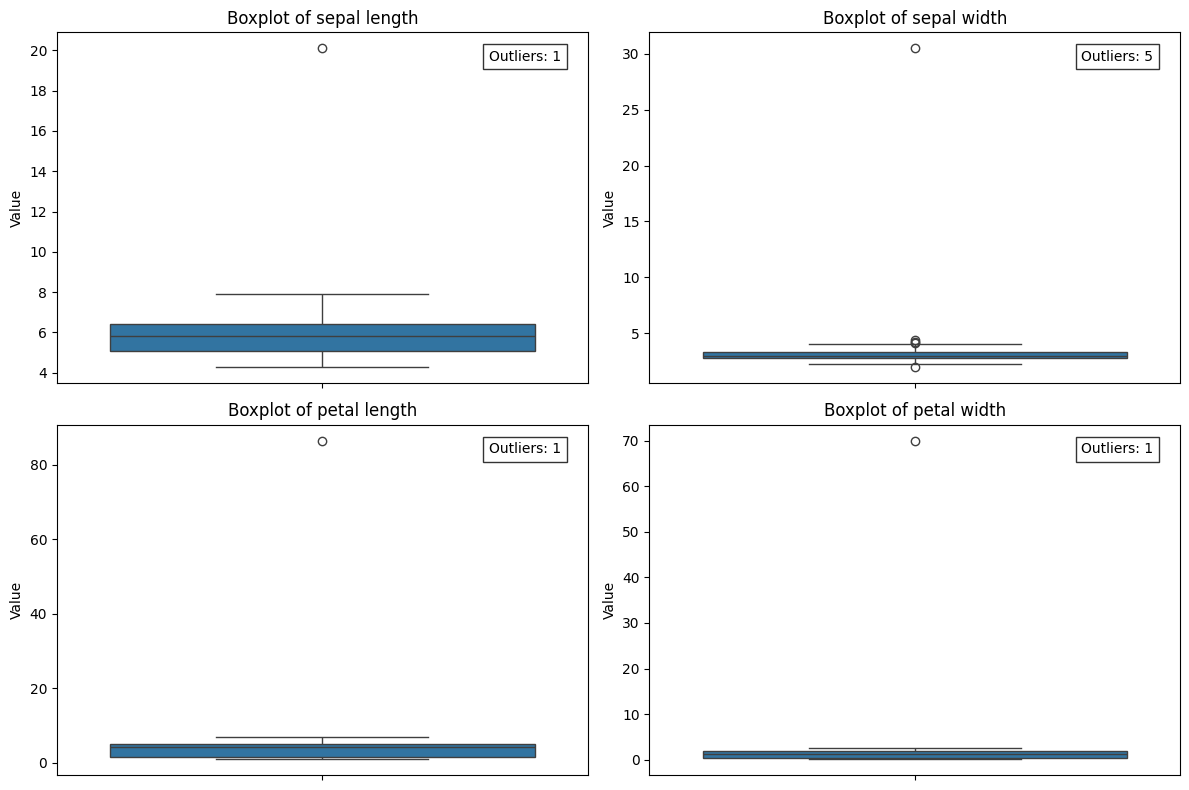 Boxplot of sepal length
Outliers: 1
Value
20
18
16
14
12
10
8
6
4
Boxplot of sepal width
Outliers: 5
Value
30
25
20
15
10
5
Boxplot of petal length
Outliers: 1
Value
80
60
40
20
0
Boxplot of petal width
Outliers: 1
Value
70
60
50
40
30
20
10
0